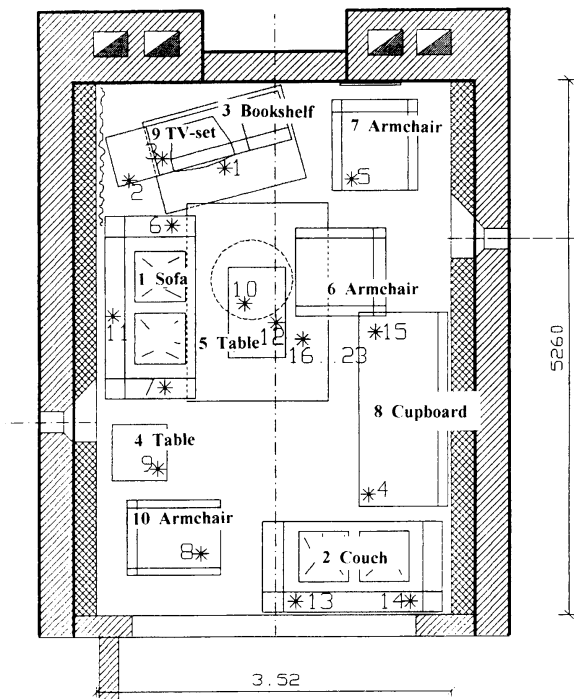 3 Bookshelf
7 Armchair
9 TV-set
3
1
2
5
6
1 Sofa
10
6 Armchair
11
5 Table
12
15
16...23
5260
7
8 Cupboard
4 Table
9
4
10 Armchair
8
2 Couch
13
14
3.52